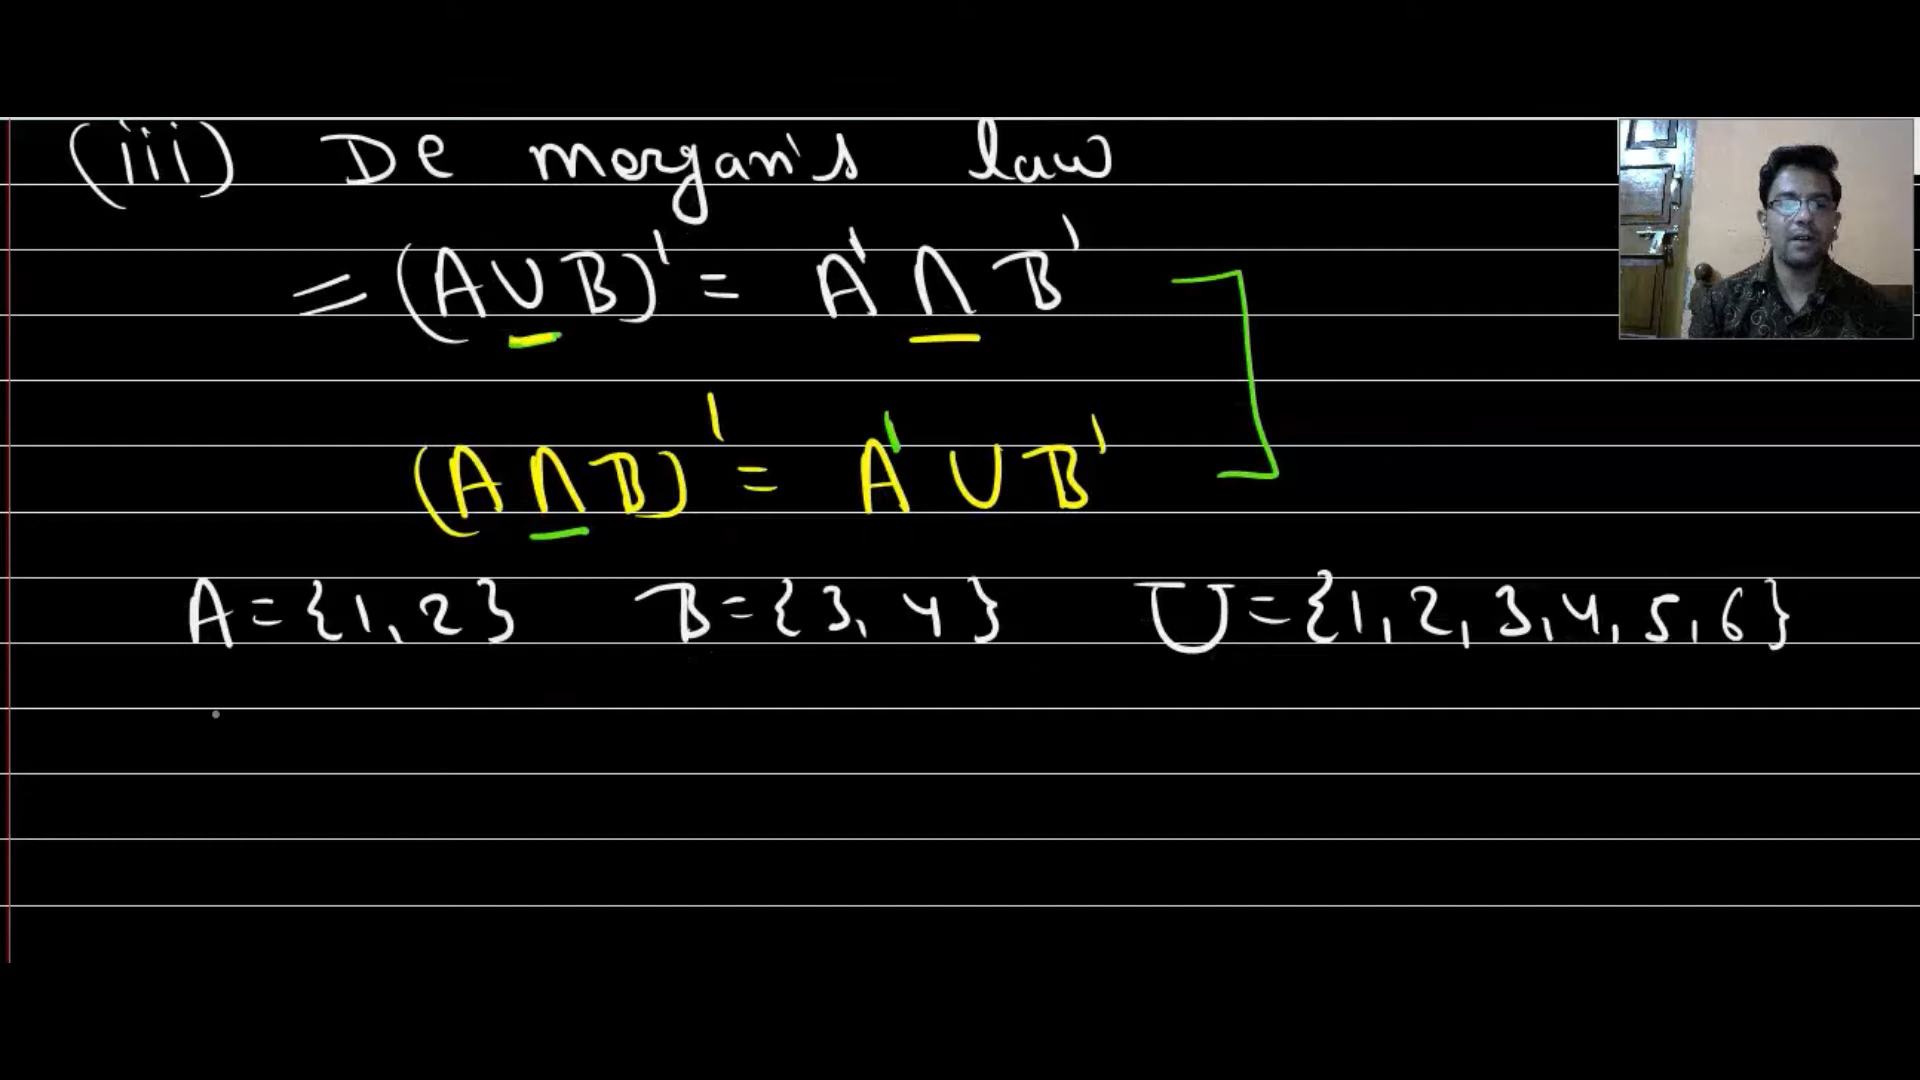 (iii) De morgan's law
= (A∪B)' = A' ∩ B'
(A∩B)' = A' ∪ B'
A={1,2} B={3,4} U={1,2,3,4,5,6}